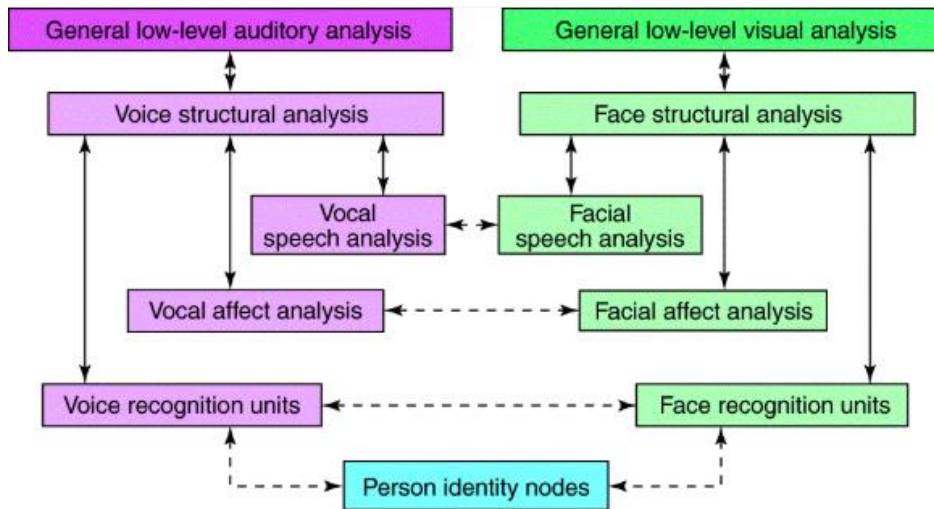 General low-level auditory analysis
General low-level visual analysis
Voice structural analysis
Face structural analysis
Vocal
speech analysis
Facial
speech analysis
Vocal affect analysis
Facial affect analysis
Voice recognition units
Face recognition units
Person identity nodes